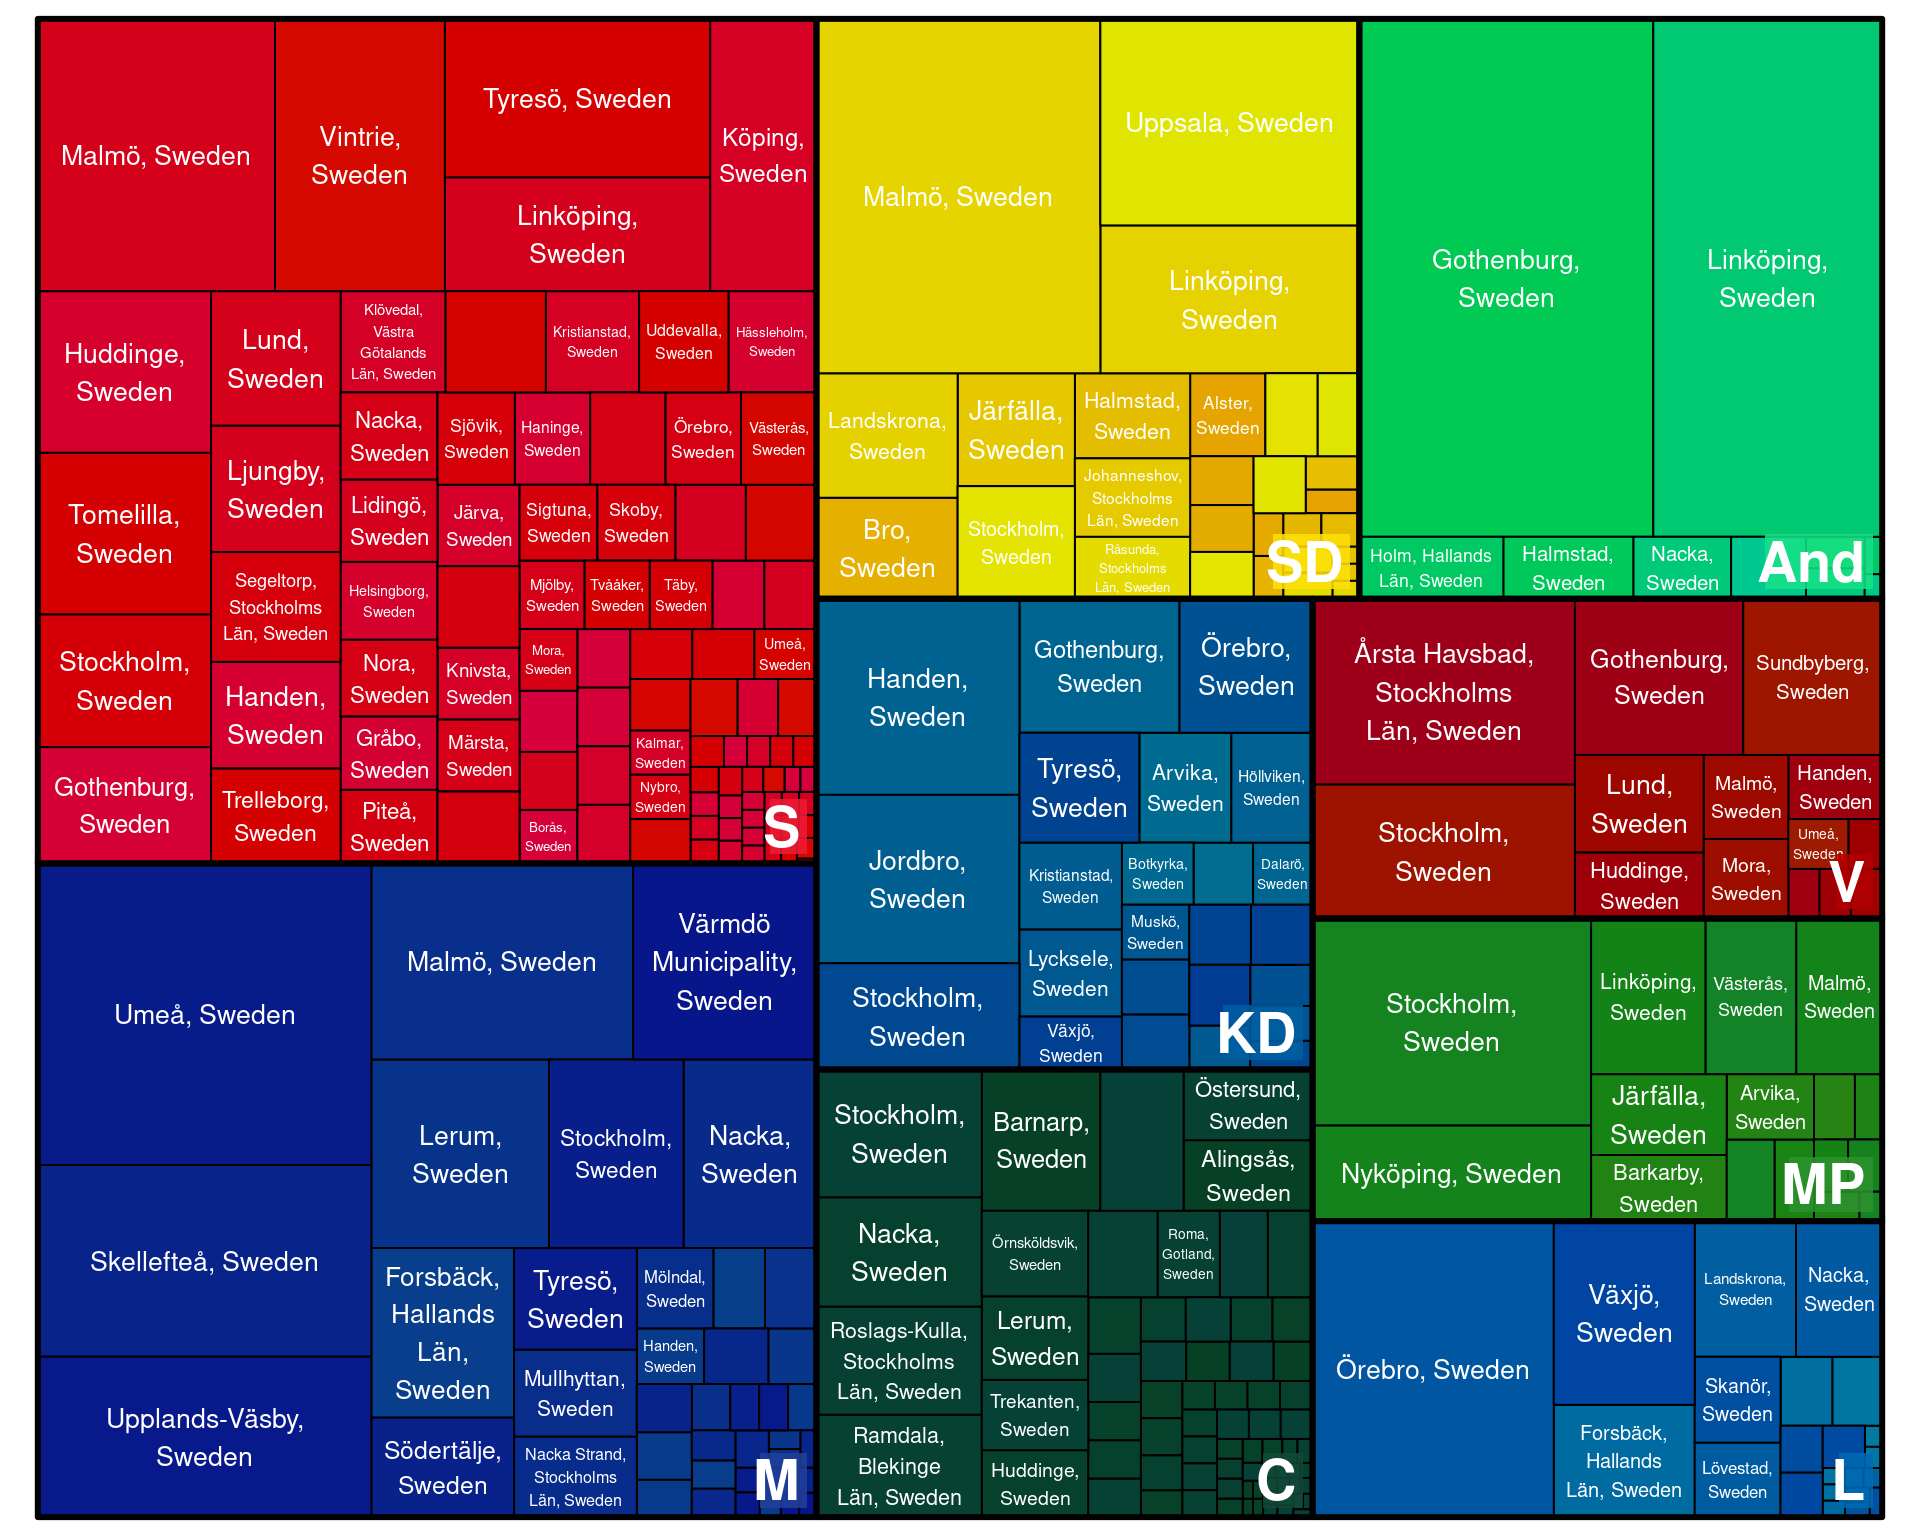 Malmö, Sweden
Vintrie,
Sweden
Tyresö, Sweden
Linköping,
Sweden
Köping,
Sweden
Huddinge,
Sweden
Tomelilla,
Sweden
Stockholm,
Sweden
Gothenburg,
Sweden
Lund,
Sweden
Ljungby,
Sweden
Segeltorp,
Stockholms
Län, Sweden
Handen,
Sweden
Trelleborg,
Sweden
Klövedal,
Västra
Götalands
Län, Sweden
Kristianstad,
Sweden
Uddevalla,
Sweden
Hässleholm,
Sweden
Nacka,
Sweden
Sjövik,
Sweden
Haninge,
Sweden
Örebro,
Sweden
Västerås,
Sweden
Lidingö,
Sweden
Järva,
Sweden
Sigtuna,
Sweden
Skoby,
Sweden
Helsingborg,
Sweden
Mjölby,
Sweden
Tvååker,
Sweden
Täby,
Sweden
Nora,
Sweden
Knivsta,
Sweden
Mora,
Sweden
Umeå,
Sweden
Gråbo,
Sweden
Märsta,
Sweden
Kalmar,
Sweden
Nybro,
Sweden
Piteå,
Sweden
Borås,
Sweden
S
Malmö, Sweden
Uppsala, Sweden
Linköping,
Sweden
Landskrona,
Sweden
Bro,
Sweden
Järfälla,
Sweden
Stockholm,
Sweden
Halmstad,
Sweden
Johanneshov,
Stockholms
Län, Sweden
Råsunda,
Stockholms
Län, Sweden
Alster,
Sweden
SD
Gothenburg,
Sweden
Linköping,
Sweden
Holm, Hallands
Län, Sweden
Halmstad,
Sweden
Nacka,
Sweden
And
Handen,
Sweden
Jordbro,
Sweden
Stockholm,
Sweden
Gothenburg,
Sweden
Örebro,
Sweden
Tyresö,
Sweden
Arvika,
Sweden
Höllviken,
Sweden
Kristianstad,
Sweden
Botkyrka,
Sweden
Dalarö,
Sweden
Muskö,
Sweden
Lycksele,
Sweden
Växjö,
Sweden
KD
Årsta Havsbad,
Stockholms
Län, Sweden
Stockholm,
Sweden
Gothenburg,
Sweden
Sundbyberg,
Sweden
Lund,
Sweden
Huddinge,
Sweden
Malmö,
Sweden
Mora,
Sweden
Handen,
Sweden
Umeå,
Sweden
V
Umeå, Sweden
Skellefteå, Sweden
Upplands-Väsby,
Sweden
Malmö, Sweden
Värmdö
Municipality,
Sweden
Lerum,
Sweden
Stockholm,
Sweden
Nacka,
Sweden
Forsbäck,
Hallands
Län,
Sweden
Södertälje,
Sweden
Tyresö,
Sweden
Mullhyttan,
Sweden
Nacka Strand,
Stockholms
Län, Sweden
Mölndal,
Sweden
Handen,
Sweden
M
Stockholm,
Sweden
Nacka,
Sweden
Roslags-Kulla,
Stockholms
Län, Sweden
Ramdala,
Blekinge
Län, Sweden
Barnarp,
Sweden
Östersund,
Sweden
Alingsås,
Sweden
Örnsköldsvik,
Sweden
Roma,
Gotland,
Sweden
Lerum,
Sweden
Trekanten,
Sweden
Huddinge,
Sweden
C
Stockholm,
Sweden
Nyköping, Sweden
Linköping,
Sweden
Västerås,
Sweden
Malmö,
Sweden
Järfälla,
Sweden
Barkarby,
Sweden
Arvika,
Sweden
MP
Örebro, Sweden
Växjö,
Sweden
Forsbäck,
Hallands
Län, Sweden
Landskrona,
Sweden
Nacka,
Sweden
Skanör,
Sweden
Lövestad,
Sweden
L